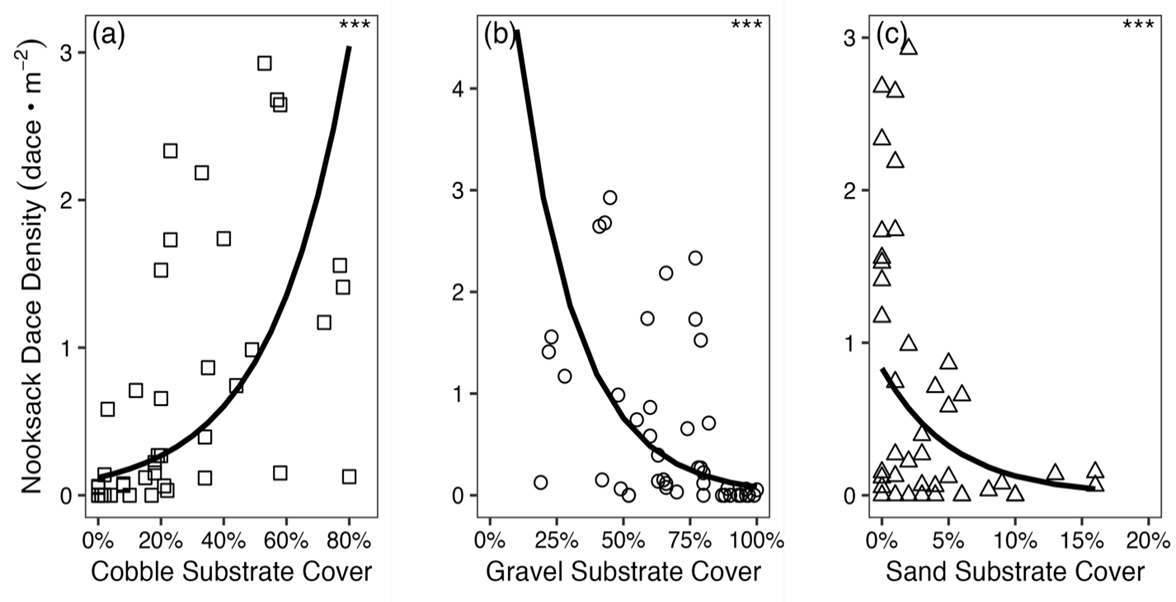 (a)
***
Nooksack Dace Density (dace • m⁻²)
3
2
1
0
0% 20% 40% 60% 80%
Cobble Substrate Cover
(b)
***
4
3
2
1
0
0% 25% 50% 75% 100%
Gravel Substrate Cover
(c)
***
3
2
1
0
0% 5% 10% 15% 20%
Sand Substrate Cover